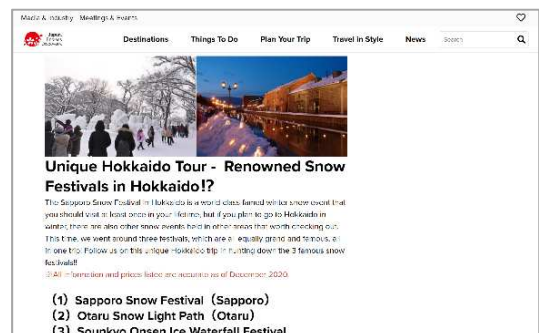 Media & Industry Meetings & Events
Japan.
Endless
Discovery.
Destinations Things To Do Plan Your Trip Travel in Style News Search
Unique Hokkaido Tour - Renowned Snow
Festivals in Hokkaido!?
The Sapporo Snow Festival in Hokkaido is a world class famed winter snow event that
you should visit at least once in your lifetime, but if you plan to go to Hokkaido in
winter, there are also other snow events held in other areas that worth checking out.
This time, we went around three festivals, which are all equally grand and famous, all
in one trip! Follow us on this unique Hokkaido trip in hunting down the 3 famous snow
festivals!!
※All information and prices listed are accurate as of December 2020.
(1) Sapporo Snow Festival (Sapporo)
(2) Otaru Snow Light Path (Otaru)
(3) Sounkyo Onsen Ice Waterfall Festival